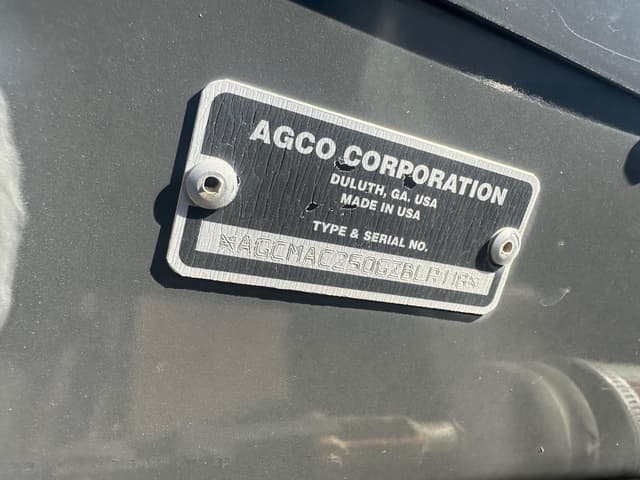 AGCO CORPORATION
DULUTH, GA. USA
MADE IN USA
TYPE & SERIAL NO.